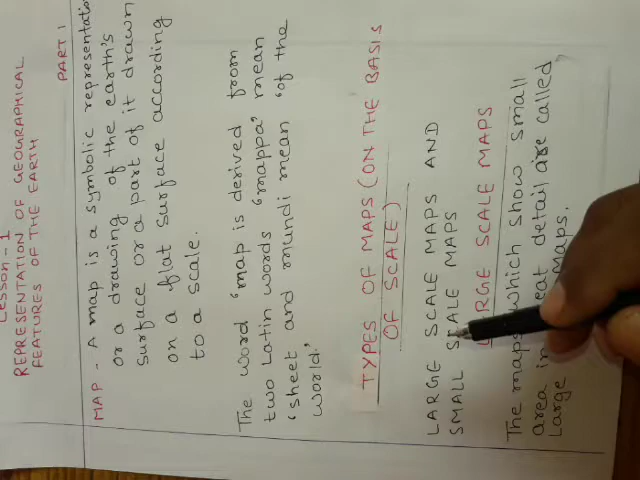 Lesson - 1
REPRESENTATION OF GEOGRAPHICAL
FEATURES OF THE EARTH
PART 1
MAP - A map is a symbolic representatio
or a drawing of the earth's
surface or a part of it drawn
on a flat surface according
to a scale.
The word 'map is derived from
two Latin words 'mappa' mean
'sheet and mundi mean 'of the
world.'
TYPES OF MAPS (ON THE BASIS
OF SCALE)
LARGE SCALE MAPS AND
SMALL SCALE MAPS
LARGE SCALE MAPS
The maps which show small
area in great detail are called
Large Maps.